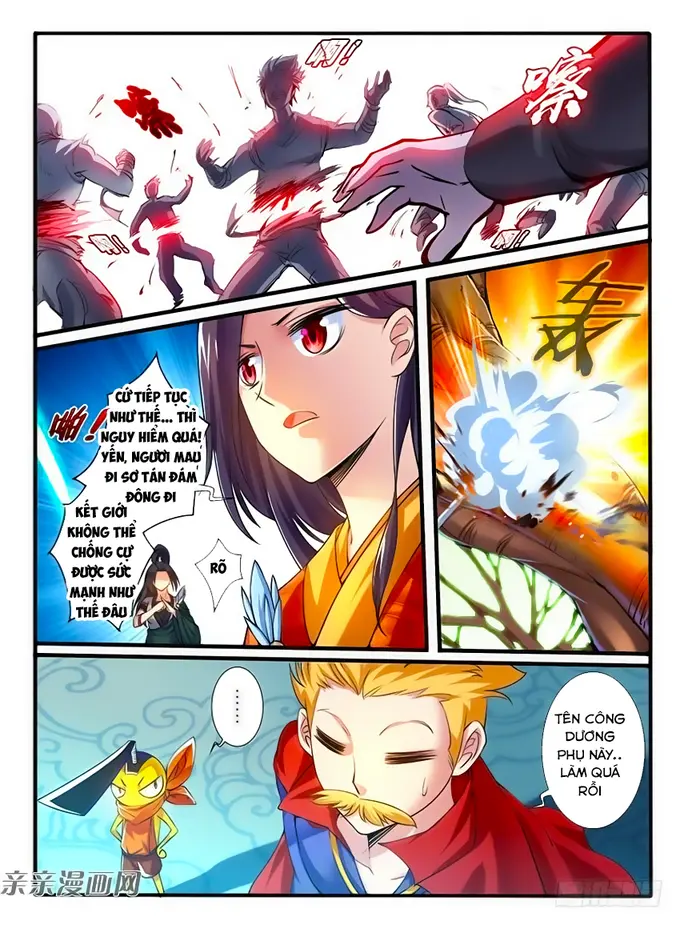 啊!
嚓
嚓
啊!
轰
啪!
CỨ TIẾP TỤC
NHƯ THẾ... THÌ
NGUY HIỂM QUÁ!
YẾN, NGƯƠI MAU
ĐI SƠ TÁN ĐÁM
ĐÔNG ĐI
KẾT GIỚI
KHÔNG THỂ
CHỐNG CỰ
ĐƯỢC SỨC
MẠNH NHƯ
THẾ ĐÂU
RÕ
......
TÊN CÔNG
DƯƠNG
PHỤ NÀY..
LÀM QUÁ
RỒI
亲亲漫画网